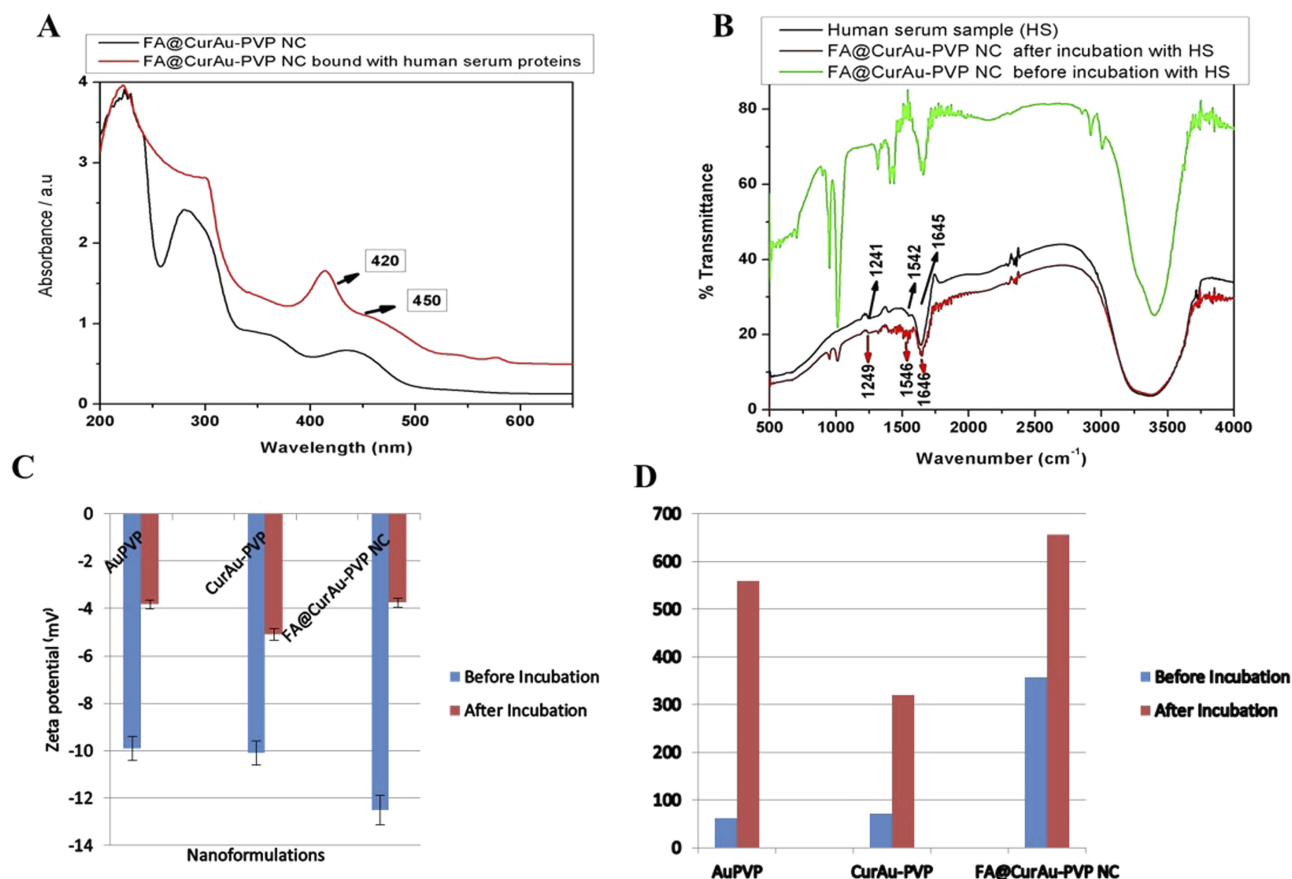 A
FA@CurAu-PVP NC
FA@CurAu-PVP NC bound with human serum proteins
4
3
2
1
0
Absorbance / a.u
420
450
200
300
400
500
600
Wavelength (nm)
B
Human serum sample (HS)
FA@CurAu-PVP NC after incubation with HS
FA@CurAu-PVP NC before incubation with HS
80
60
40
20
0
% Transmittance
1241
1542
1645
1249
1546
1646
500
1000
1500
2000
2500
3000
3500
4000
Wavenumber (cm-1)
C
0
-2
-4
-6
-8
-10
-12
-14
Zeta potential (mV)
AuPVP
CurAu-PVP
FA@CurAu-PVP NC
Before Incubation
After Incubation
Nanoformulations
D
700
600
500
400
300
200
100
0
Before Incubation
After Incubation
AuPVP
CurAu-PVP
FA@CurAu-PVP NC